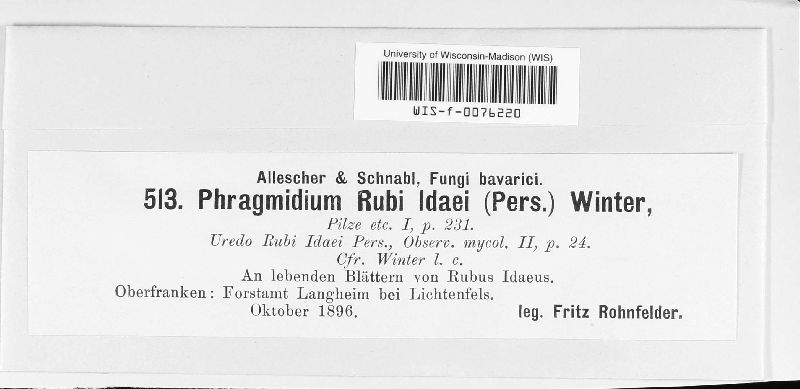 University of Wisconsin-Madison (WIS)
WIS-f-0076220
Allescher & Schnabl, Fungi bavarici.
513. Phragmidium Rubi Idaei (Pers.) Winter,
Pilze etc. I, p. 231.
Uredo Rubi Idaei Pers., Observ. mycol. II, p. 24.
Cfr. Winter l. c.
An lebenden Blättern von Rubus Idaeus.
Oberfranken: Forstamt Langheim bei Lichtenfels.
Oktober 1896. leg. Fritz Rohnfelder.